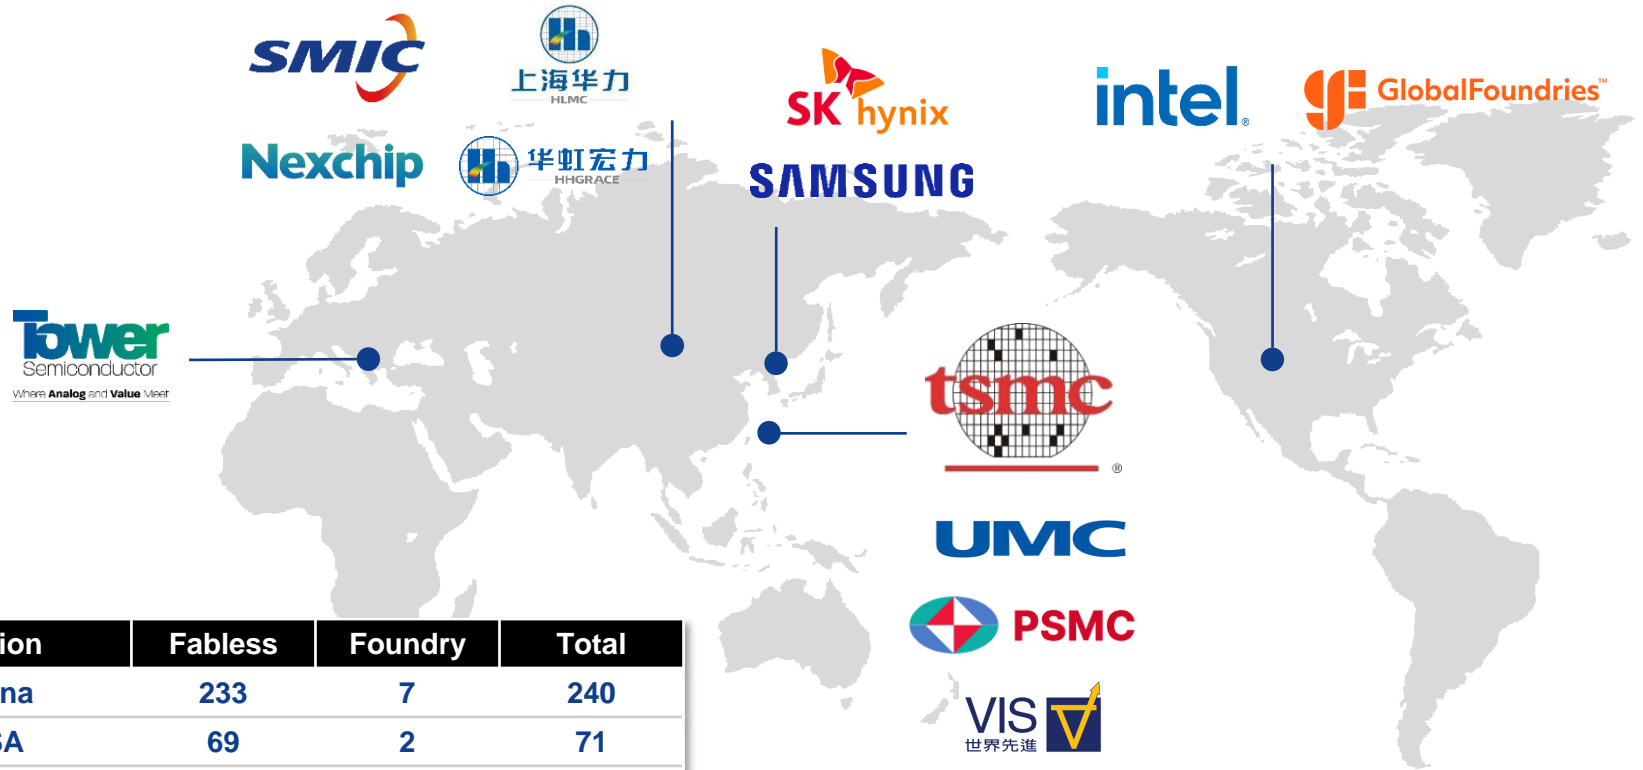 SMIC
上海华力
HLMC
Nexchip
华虹宏力
HHGRACE
SK hynix
SAMSUNG
intel®
GlobalFoundries™
Tower
Semiconductor
Where Analog and Value Meet
tsmc
®
UMC
PSMC
VIS
世界先進
ion Fabless Foundry Total
na 233 7 240
SA 69 2 71